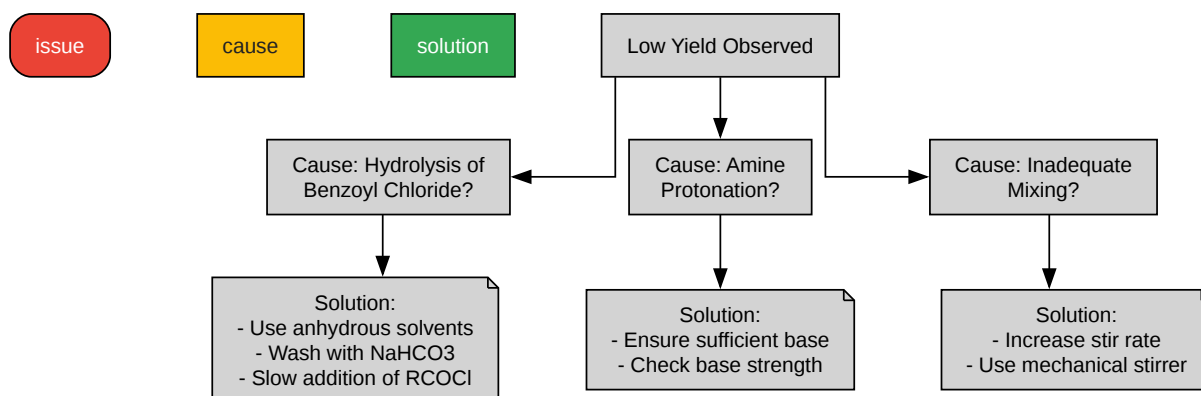 issue
cause
solution
Low Yield Observed
Cause: Hydrolysis of
Benzoyl Chloride?
Cause: Amine
Protonation?
Cause: Inadequate
Mixing?
Solution:
- Use anhydrous solvents
- Wash with NaHCO3
- Slow addition of RCOCl
Solution:
- Ensure sufficient base
- Check base strength
Solution:
- Increase stir rate
- Use mechanical stirrer